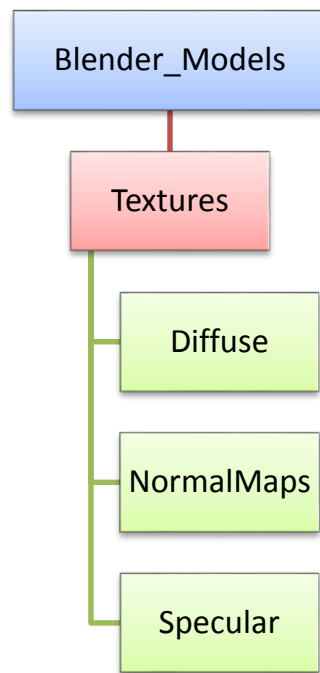 Blender_Models
Textures
Diffuse
NormalMaps
Specular